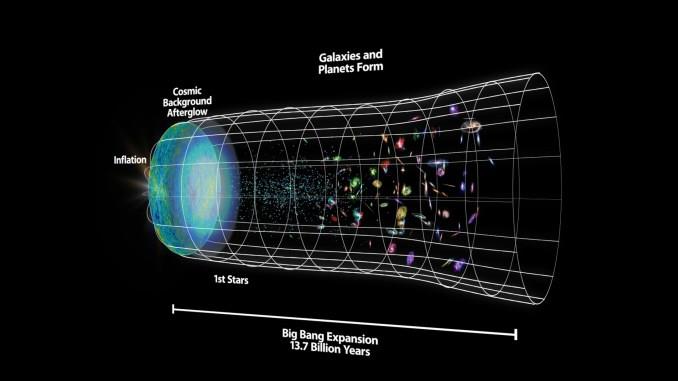 Galaxies and
Planets Form
Cosmic
Background
Afterglow
Inflation
1st Stars
Big Bang Expansion
13.7 Billion Years